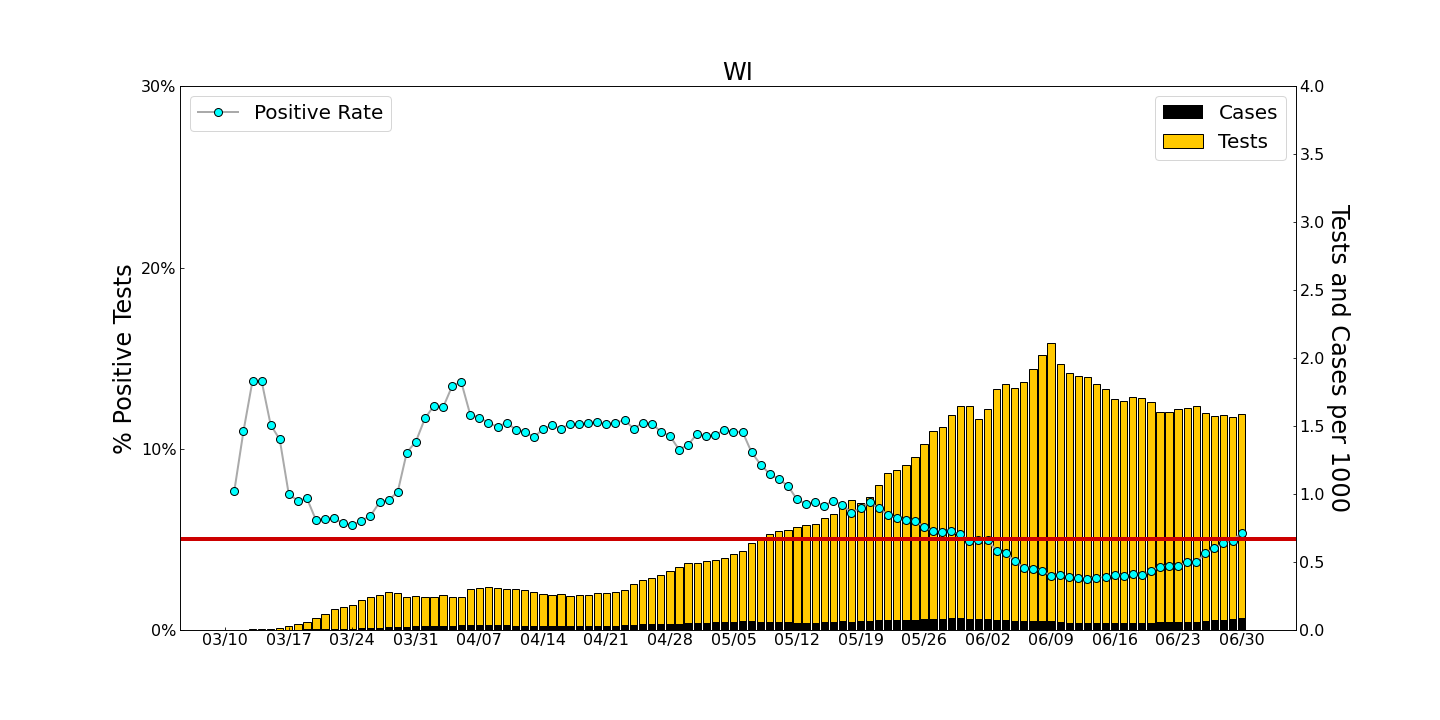 WI
30%
20%
10%
0%
% Positive Tests
Positive Rate
Cases
Tests
4.0
3.5
3.0
2.5
2.0
1.5
1.0
0.5
0.0
Tests and Cases per 1000
03/10 03/17 03/24 03/31 04/07 04/14 04/21 04/28 05/05 05/12 05/19 05/26 06/02 06/09 06/16 06/23 06/30